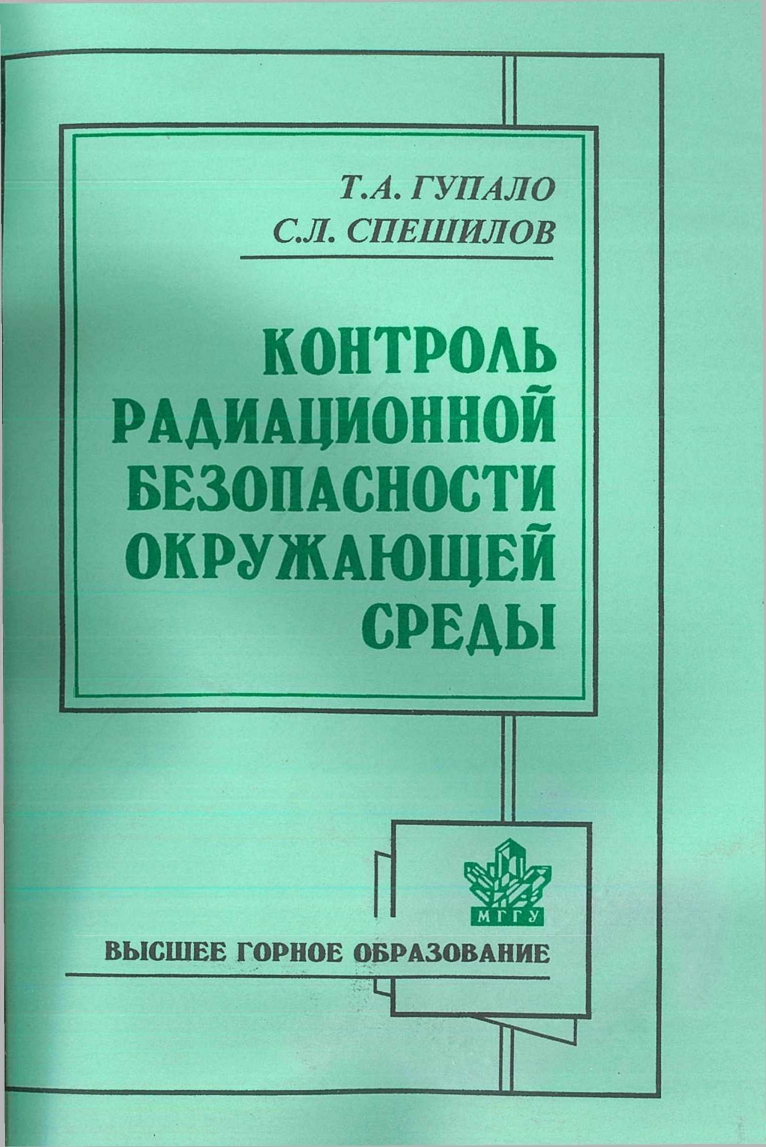 Т.А. ГУПАЛО
С.Л. СПЕШИЛОВ
КОНТРОЛЬ
РАДИАЦИОННОЙ
БЕЗОПАСНОСТИ
ОКРУЖАЮЩЕЙ
СРЕДЫ
МГГУ
ВЫСШЕЕ ГОРНОЕ ОБРАЗОВАНИЕ